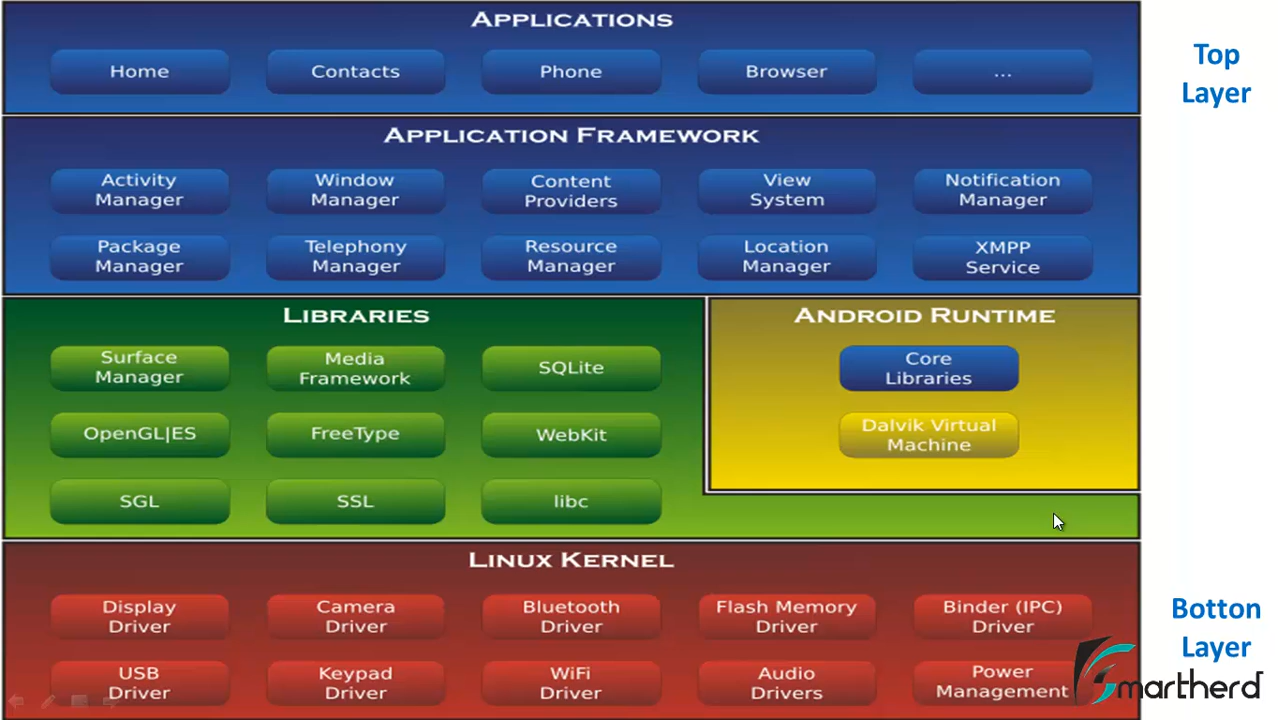 APPLICATIONS
Home
Contacts
Phone
Browser
...
Top
Layer
APPLICATION FRAMEWORK
Activity
Manager
Window
Manager
Content
Providers
View
System
Notification
Manager
Package
Manager
Telephony
Manager
Resource
Manager
Location
Manager
XMPP
Service
LIBRARIES
Surface
Manager
Media
Framework
SQLite
OpenGL|ES
FreeType
WebKit
SGL
SSL
libc
ANDROID RUNTIME
Core
Libraries
Dalvik Virtual
Machine
LINUX KERNEL
Display
Driver
Camera
Driver
Bluetooth
Driver
Flash Memory
Driver
Binder (IPC)
Driver
USB
Driver
Keypad
Driver
WiFi
Driver
Audio
Drivers
Power
Management
Botton
Layer
Smartherd